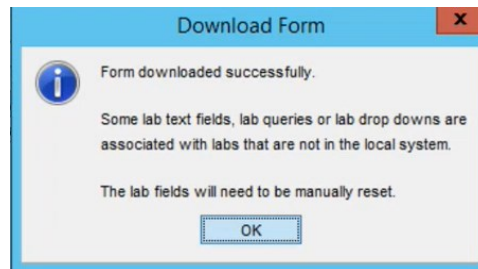 Download Form
x
Form downloaded successfully.
Some lab text fields, lab queries or lab drop downs are
associated with labs that are not in the local system.
The lab fields will need to be manually reset.
OK